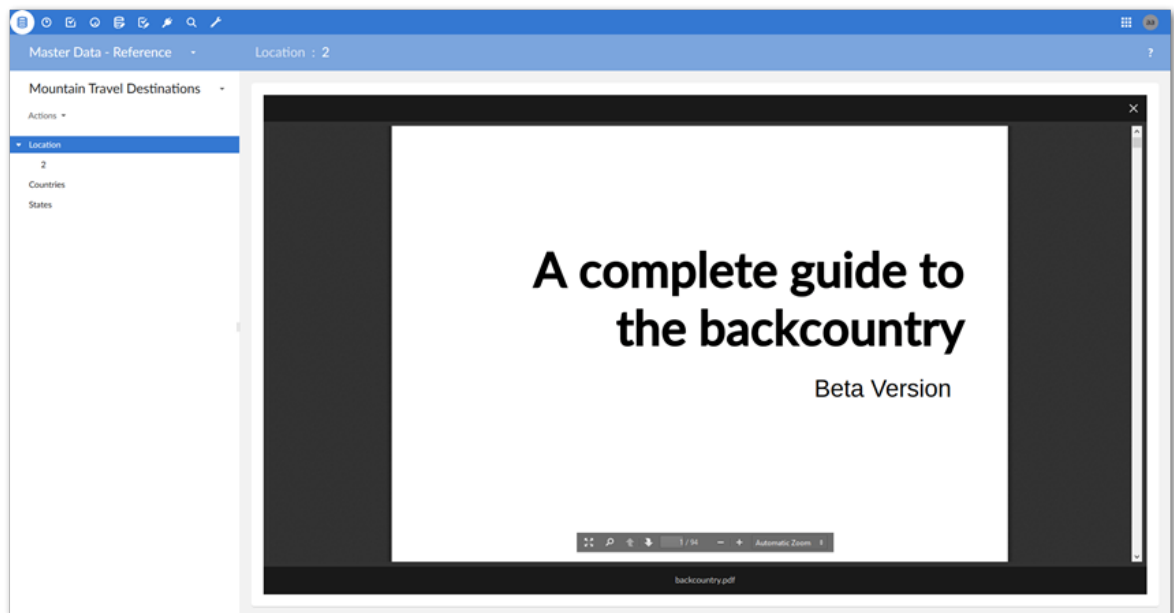 Master Data - Reference
Location : 2
?
Mountain Travel Destinations
Actions
Location
2
Countries
States
A complete guide to
the backcountry
Beta Version
1 / 94
Automatic Zoom
backcountry.pdf